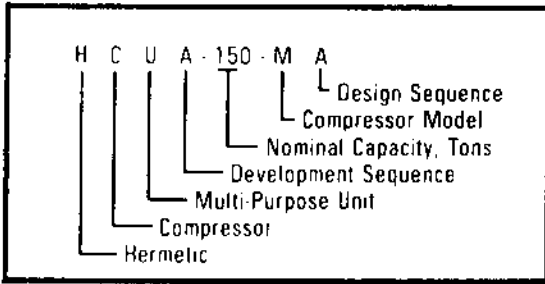 H C U A - 150 - M A
Design Sequence
Compressor Model
Nominal Capacity, Tons
Development Sequence
Multi-Purpose Unit
Compressor
Hermetic